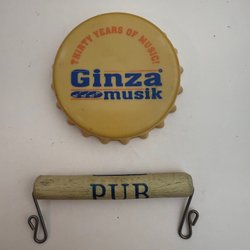 THIRTY YEARS OF MUSIC!
Ginza
musik
PUB